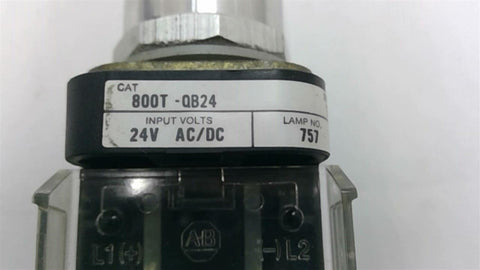 CAT
800T-QB24
INPUT VOLTS
24V AC/DC
LAMP NO.
757
L1(+)
AB
(-)L2